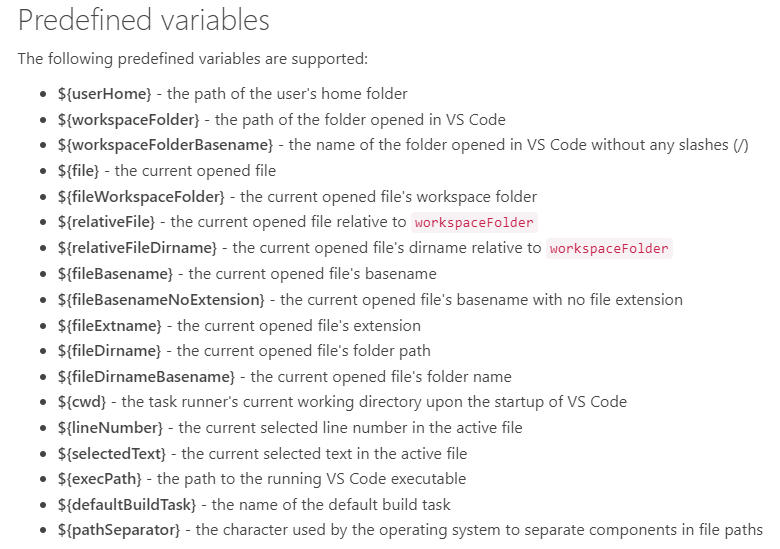 Predefined variables
The following predefined variables are supported:
• ${userHome} - the path of the user's home folder
• ${workspaceFolder} - the path of the folder opened in VS Code
• ${workspaceFolderBasename} - the name of the folder opened in VS Code without any slashes (/)
• ${file} - the current opened file
• ${fileWorkspaceFolder} - the current opened file's workspace folder
• ${relativeFile} - the current opened file relative to workspaceFolder
• ${relativeFileDirname} - the current opened file's dirname relative to workspaceFolder
• ${fileBasename} - the current opened file's basename
• ${fileBasenameNoExtension} - the current opened file's basename with no file extension
• ${fileExtname} - the current opened file's extension
• ${fileDirname} - the current opened file's folder path
• ${fileDirnameBasename} - the current opened file's folder name
• ${cwd} - the task runner's current working directory upon the startup of VS Code
• ${lineNumber} - the current selected line number in the active file
• ${selectedText} - the current selected text in the active file
• ${execPath} - the path to the running VS Code executable
• ${defaultBuildTask} - the name of the default build task
• ${pathSeparator} - the character used by the operating system to separate components in file paths